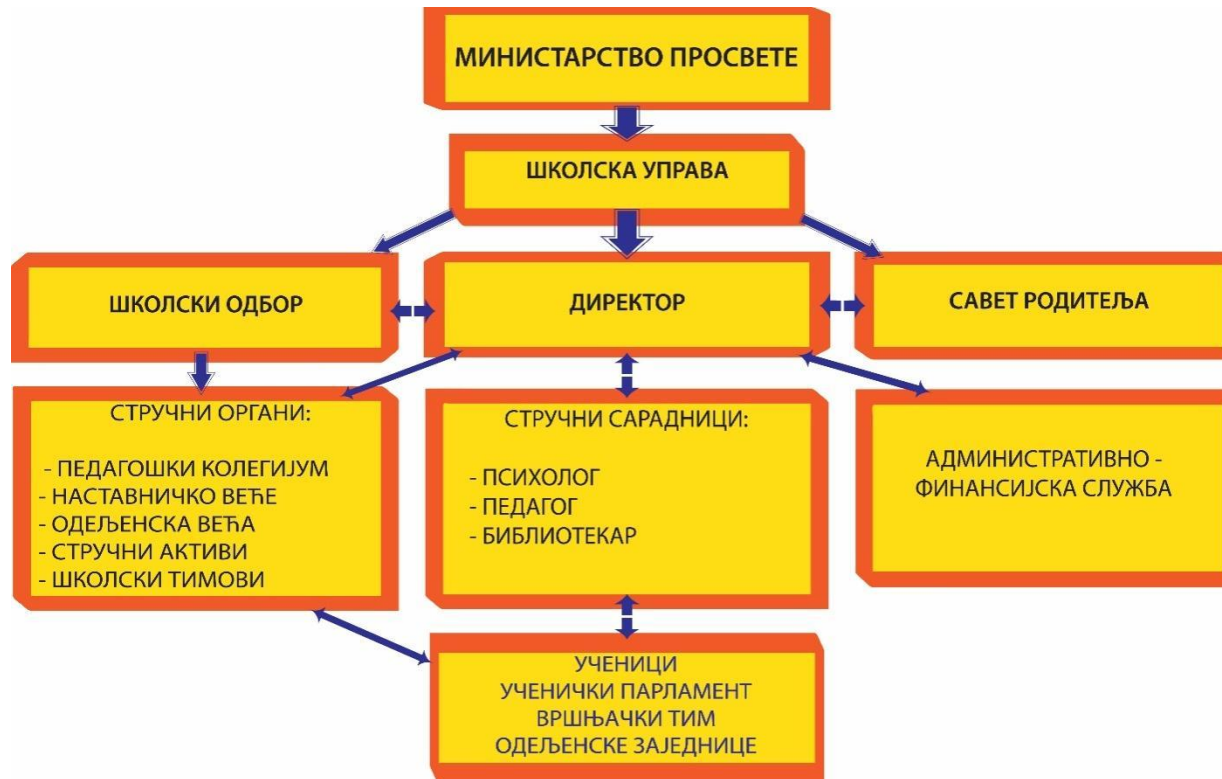 МИНИСТАРСТВО ПРОСВЕТЕ
ШКОЛСКА УПРАВА
ШКОЛСКИ ОДБОР
ДИРЕКТОР
САВЕТ РОДИТЕЉА
СТРУЧНИ ОРГАНИ:
- ПЕДАГОШКИ КОЛЕГИЈУМ
- НАСТАВНИЧКО ВЕЋЕ
- ОДЕЉЕНСКА ВЕЋА
- СТРУЧНИ АКТИВИ
- ШКОЛСКИ ТИМОВИ
СТРУЧНИ САРАДНИЦИ:
- ПСИХОЛОГ
- ПЕДАГОГ
- БИБЛИОТЕКАР
АДМИНИСТРАТИВНО -
ФИНАНСИЈСКА СЛУЖБА
УЧЕНИЦИ
УЧЕНИЧКИ ПАРЛАМЕНТ
ВРШЊАЧКИ ТИМ
ОДЕЉЕНСКЕ ЗАЈЕДНИЦЕ